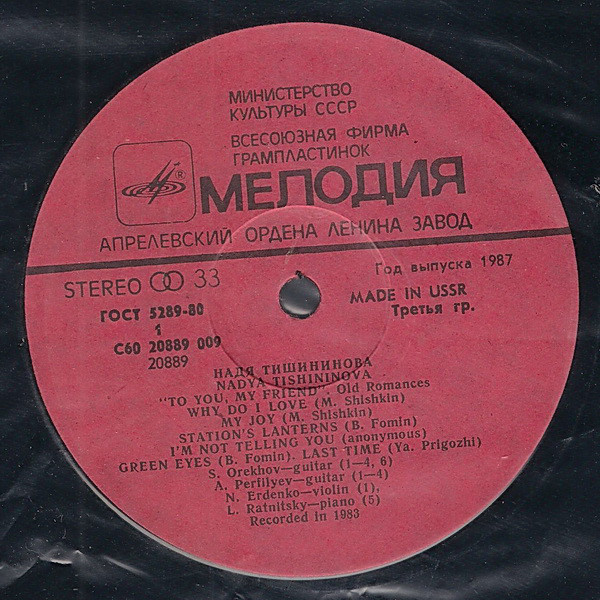 МИНИСТЕРСТВО
КУЛЬТУРЫ СССР
ВСЕСОЮЗНАЯ ФИРМА
ГРАМПЛАСТИНОК
®
МЕЛОДИЯ
АПРЕЛЕВСКИЙ ОРДЕНА ЛЕНИНА ЗАВОД
STEREO 33
Год выпуска 1987
ГОСТ 5289-80
MADE IN USSR
1
Третья гр.
С60 20889 009
20889
НАДЯ ТИШИНИНОВА
NADYA TISHININOVA
"TO YOU, MY FRIEND". Old Romances
WHY DO I LOVE (M. Shishkin)
MY JOY (M. Shishkin)
STATION'S LANTERNS (B. Fomin)
I'M NOT TELLING YOU (anonymous)
GREEN EYES (B. Fomin). LAST TIME (Ya. Prigozhi)
S. Orekhov—guitar (1—4, 6)
A. Perfilyev—guitar (1—4)
N. Erdenko—violin (1),
L. Ratnitsky—piano (5)
Recorded in 1983